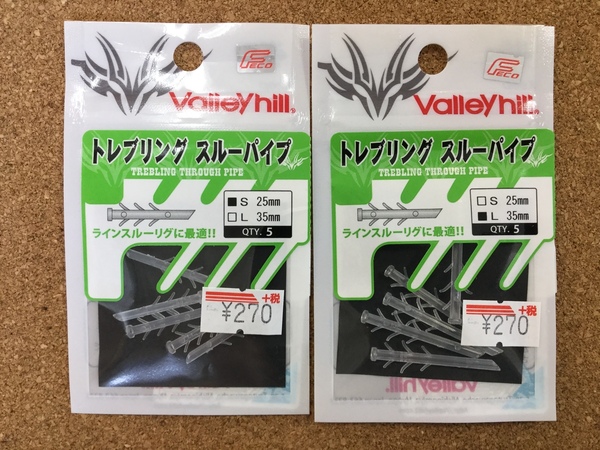 FECO
Valleyhill
トレブリング スルーパイプ
TREBLING THROUGH PIPE
■ S 25mm
□ L 35mm
QTY. 5
ラインスルーリグに最適!!
+税
¥270
FECO
Valleyhill
トレブリング スルーパイプ
TREBLING THROUGH PIPE
□ S 25mm
■ L 35mm
QTY. 5
ラインスルーリグに最適!!
+税
¥270
Valleyhill